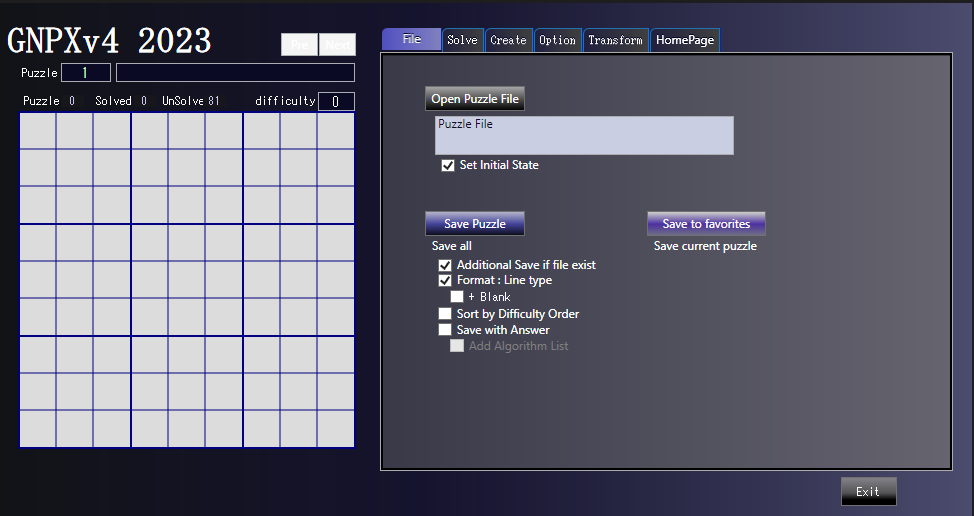 GNPXv4 2023
Pre Next
Puzzle 1
Puzzle 0 Solved 0 UnSolve 81 difficulty 0
File Solve Create Option Transform HomePage
Open Puzzle File
Puzzle File
Set Initial State
Save Puzzle
Save all
Additional Save if file exist
Format : Line type
+ Blank
Sort by Difficulty Order
Save with Answer
Add Algorithm List
Save to favorites
Save current puzzle
Exit